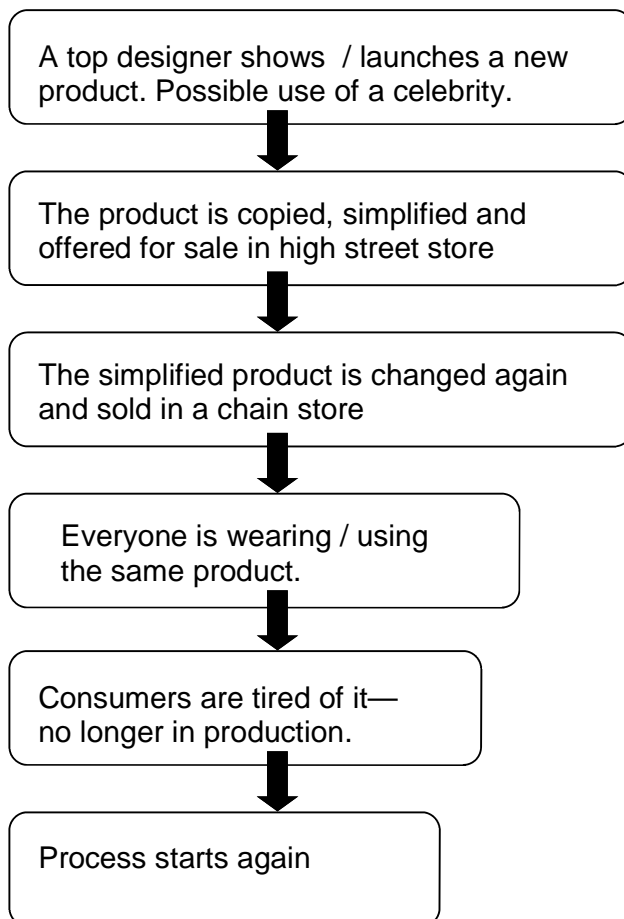 A top designer shows  / launches a new
product. Possible use of a celebrity.
The product is copied, simplified and
offered for sale in high street store
The simplified product is changed again
and sold in a chain store
Everyone is wearing / using
the same product.
Consumers are tired of it—
no longer in production.
Process starts again